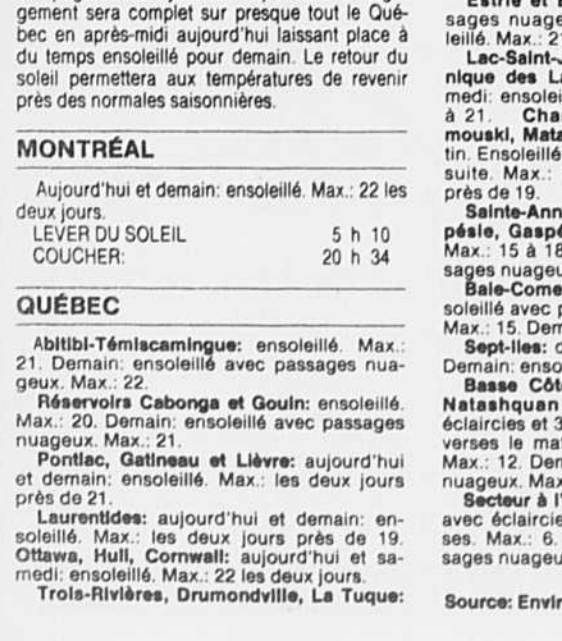 gement sera complet sur presque tout le Qué-
bec en après-midi aujourd'hui laissant place à
du temps ensoleillé pour demain. Le retour du
soleil permettera aux températures de revenir
près des normales saisonnières.
MONTRÉAL
Aujourd'hui et demain: ensoleillé. Max.: 22 les
deux jours.
LEVER DU SOLEIL 5 h 10
COUCHER: 20 h 34
QUÉBEC
Abitibi-Témiscamingue: ensoleillé. Max.:
21. Demain: ensoleillé avec passages nua-
geux. Max.: 22.
Réservoirs Cabonga et Gouin: ensoleillé.
Max.: 20. Demain: ensoleillé avec passages
nuageux. Max.: 21.
Pontiac, Gatineau et Lièvre: aujourd'hui
et demain: ensoleillé. Max.: les deux jours
près de 21.
Laurentides: aujourd'hui et demain: en-
soleillé. Max.: les deux jours près de 19.
Ottawa, Hull, Cornwall: aujourd'hui et sa-
medi: ensoleillé. Max.: 22 les deux jours.
Trois-Rivières, Drumondville, La Tuque:
Estrie et
sages nuage
leillé. Max.: 2
Lac-Saint-
nique des La
medi: ensolei
à 21. Cha
mouski, Mata
tin. Ensoleillé
suite. Max.:
près de 19.
Sainte-Ann
pésie, Gaspé
Max.: 15 à 18
sages nuageu
Baie-Come
soleillé avec p
Max.: 15. Dem
Sept-Iles:
Demain: enso
Basse Côt
Natashquan
éclaircies et 3
verses le ma
Max.: 12. Den
nuageux. Max
Secteur à l'
avec éclaircie
ses. Max.: 6.
sages nuageu
Source: Envir